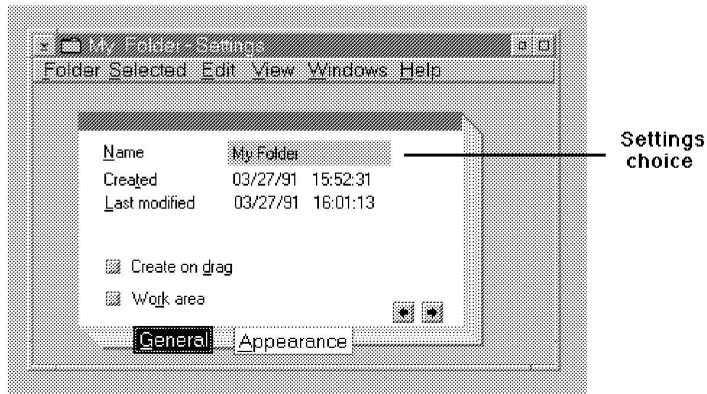 My Folder - Settings
Folder Selected Edit View Windows Help
Name My Folder
Created 03/27/91 15:52:31
Last modified 03/27/91 16:01:13
Create on drag
Work area
General Appearance
Settings
choice